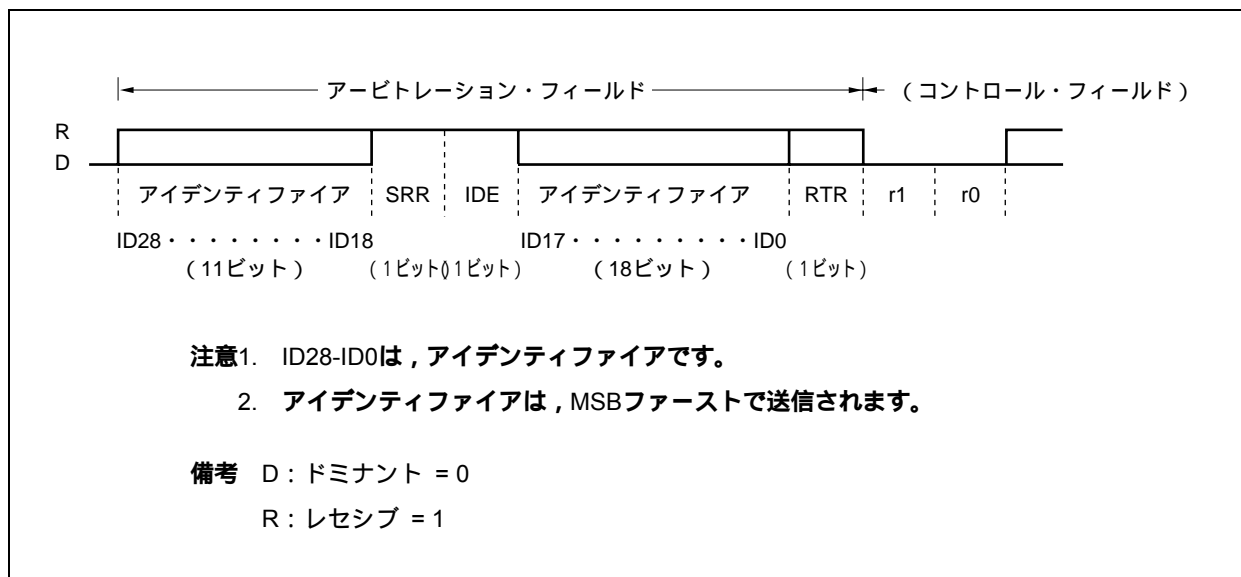 アービトレーション・フィールド (コントロール・フィールド)
R
D
アイデンティファイア SRR IDE アイデンティファイア RTR r1 r0
ID28・・・・・・・・ID18 ID17・・・・・・・・・ID0
(11ビット) (1ビット)(1ビット) (18ビット) (1ビット)
注意1. ID28-ID0は,アイデンティファイアです。
2. アイデンティファイアは,MSBファーストで送信されます。
備考 D:ドミナント = 0
R:レセシブ = 1